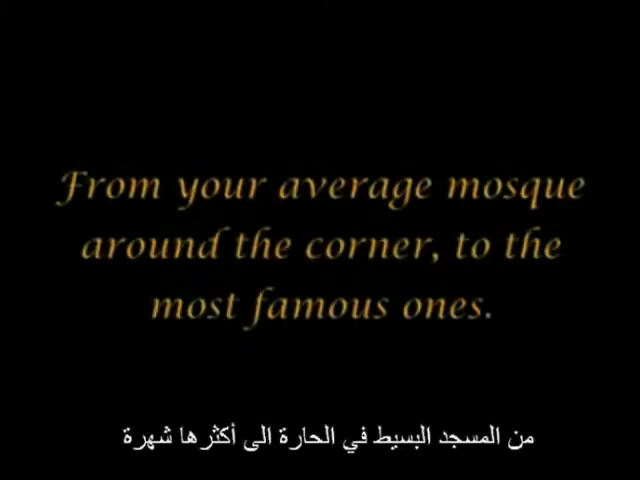 From your average mosque
around the corner, to the
most famous ones.
من المسجد البسيط في الحارة الى أكثرها شهرة